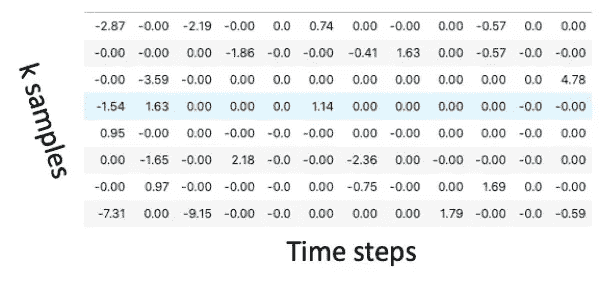 -2.87 -0.00 -2.19 -0.00 0.0 0.74 0.00 -0.00 0.00 -0.57 0.0 0.00
-0.00 -0.00 0.00 -1.86 -0.0 -0.00 -0.41 1.63 0.00 -0.57 -0.0 -0.00
-0.00 -3.59 -0.00 0.00 0.0 0.00 0.00 0.00 0.00 0.00 0.0 4.78
-1.54 1.63 0.00 0.00 0.0 1.14 0.00 0.00 0.00 0.00 -0.0 -0.00
0.95 -0.00 0.00 -0.00 -0.0 -0.00 0.00 -0.00 0.00 -0.00 -0.0 0.00
0.00 -1.65 -0.00 2.18 -0.0 -0.00 -2.36 0.00 -0.00 -0.00 -0.0 0.00
-0.00 0.97 -0.00 -0.00 -0.0 0.00 -0.75 -0.00 0.00 1.69 0.0 -0.00
-7.31 0.00 -9.15 -0.00 -0.0 0.00 0.00 0.00 1.79 -0.00 -0.0 -0.59
k samples
Time steps